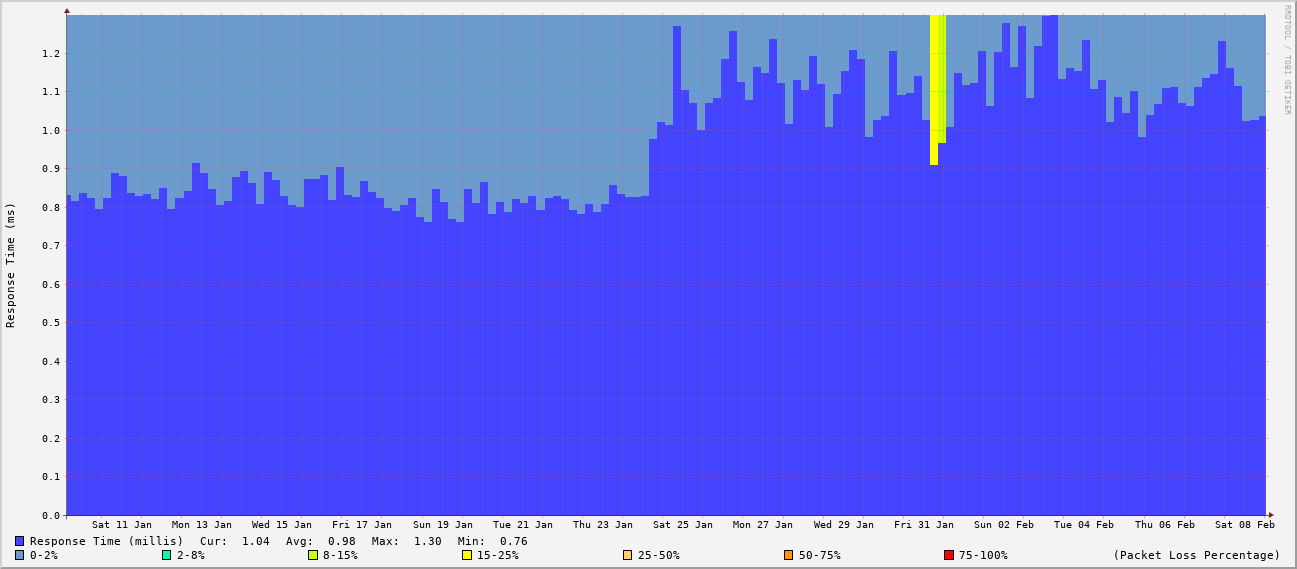 RRDTOOL / TOBI OETIKER
Response Time (ms)
1.2
1.1
1.0
0.9
0.8
0.7
0.6
0.5
0.4
0.3
0.2
0.1
0.0
Sat 11 Jan Mon 13 Jan Wed 15 Jan Fri 17 Jan Sun 19 Jan Tue 21 Jan Thu 23 Jan Sat 25 Jan Mon 27 Jan Wed 29 Jan Fri 31 Jan Sun 02 Feb Tue 04 Feb Thu 06 Feb Sat 08 Feb
Response Time (millis) Cur: 1.04 Avg: 0.98 Max: 1.30 Min: 0.76
0-2% 2-8% 8-15% 15-25% 25-50% 50-75% 75-100% (Packet Loss Percentage)